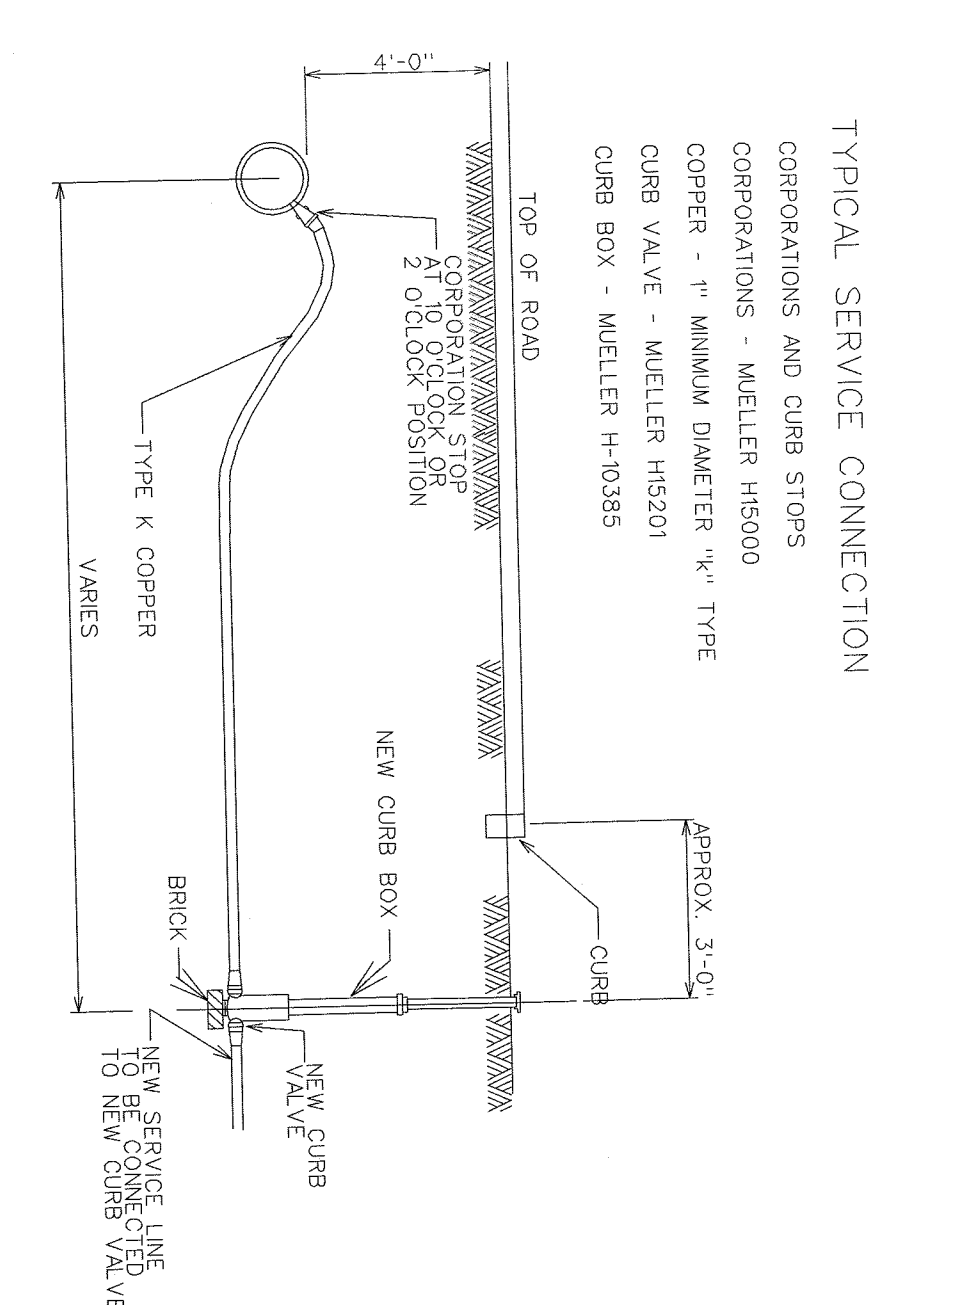 TYPICAL SERVICE CONNECTION
CORPORATIONS AND CURB STOPS
CORPORATIONS - MUELLER H15000
COPPER - 1" MINIMUM DIAMETER "K" TYPE
CURB VALVE - MUELLER H15201
CURB BOX - MUELLER H-10385
APPROX. 3'-0"
CURB
TOP OF ROAD
4'-0"
CORPORATION STOP
AT 10 O'CLOCK OR
2 O'CLOCK POSITION
NEW CURB BOX
NEW CURB
VALVE
TYPE K COPPER
BRICK
NEW SERVICE LINE
TO BE CONNECTED
TO NEW CURB VALVE
VARIES